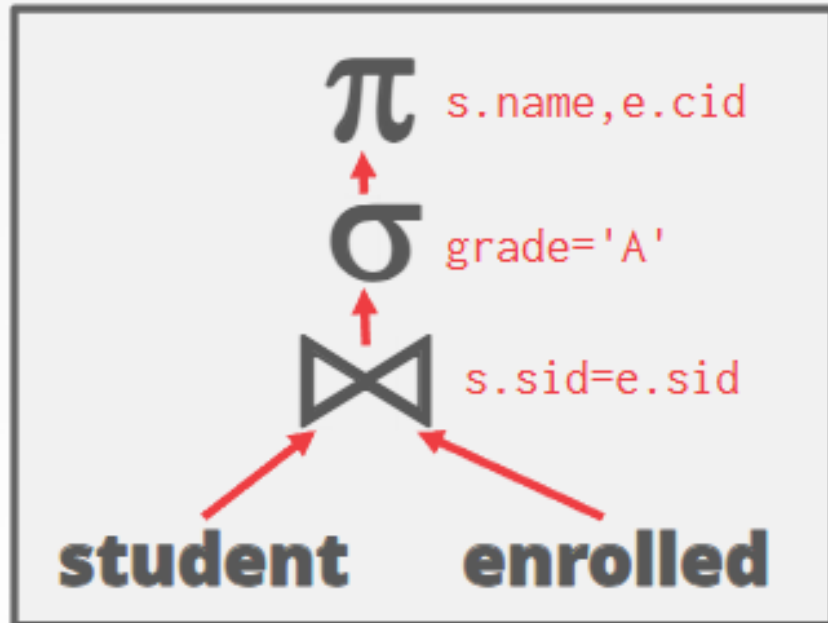 π s.name,e.cid
σ grade='A'
⋈ s.sid=e.sid
student enrolled